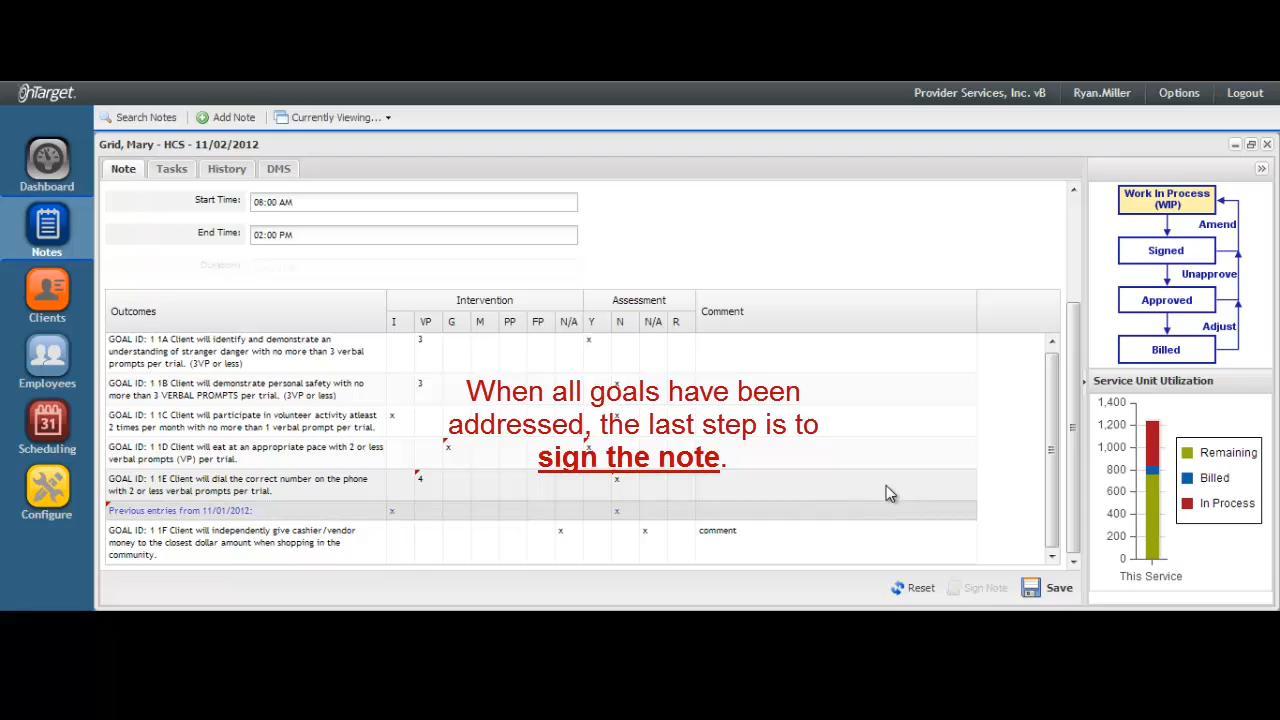 OnTarget.
Provider Services, Inc. vB
Ryan.Miller
Options
Logout
Search Notes
Add Note
Currently Viewing...
Grid, Mary - HCS - 11/02/2012
Dashboard
Notes
Clients
Employees
31
Scheduling
Configure
Note
Tasks
History
DMS
Start Time:
08:00 AM
End Time:
02:00 PM
Duration:
Outcomes
Intervention
Assessment
Comment
I VP G M PP FP N/A Y N N/A R
GOAL ID: 1 1A Client will identify and demonstrate an
understanding of stranger danger with no more than 3 verbal
prompts per trial. (3VP or less)
3 x
GOAL ID: 1 1B Client will demonstrate personal safety with no
more than 3 VERBAL PROMPTS per trial. (3VP or less)
3 x
GOAL ID: 1 1C Client will participate in volunteer activity atleast
2 times per month with no more than 1 verbal prompt per trial.
x x
GOAL ID: 1 1D Client will eat at an appropriate pace with 2 or less
verbal prompts (VP) per trial.
x x
GOAL ID: 1 1E Client will dial the correct number on the phone
with 2 or less verbal prompts per trial.
4 x
Previous entries from 11/01/2012:
x x
GOAL ID: 1 1F Client will independently give cashier/vendor
money to the closest dollar amount when shopping in the
community.
x x comment
When all goals have been
addressed, the last step is to
sign the note.
Reset
Sign Note
Save
Work In Process
(WIP)
Amend
Signed
Unapprove
Approved
Adjust
Billed
Service Unit Utilization
1,400
1,200
1,000
800
600
400
200
0
This Service
Remaining
Billed
In Process